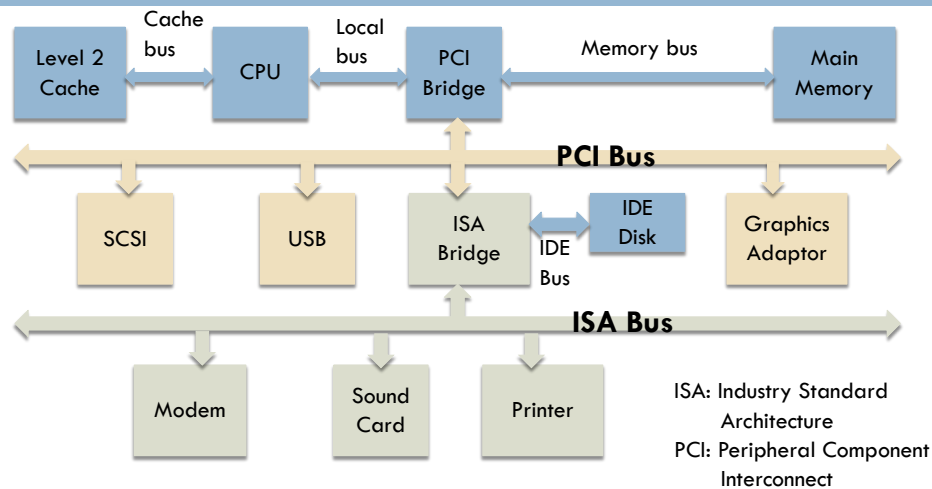 Cache
bus
Local
bus
Memory bus
Level 2
Cache
CPU
PCI
Bridge
Main
Memory
PCI Bus
SCSI
USB
ISA
Bridge
IDE
Bus
IDE
Disk
Graphics
Adaptor
ISA Bus
Modem
Sound
Card
Printer
ISA: Industry Standard
Architecture
PCI: Peripheral Component
Interconnect